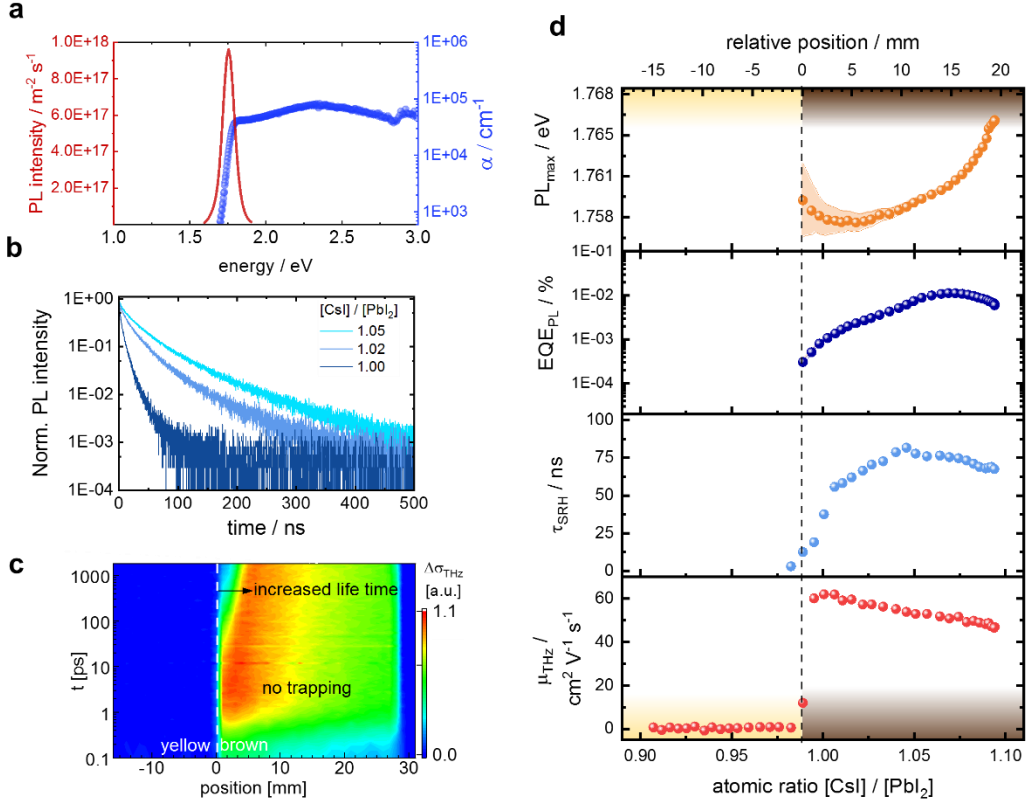 a
PL intensity / m⁻² s⁻¹
1.0E+18
8.0E+17
6.0E+17
4.0E+17
2.0E+17
1E+06
1E+05
1E+04
1E+03
α / cm⁻¹
1.0 1.5 2.0 2.5 3.0
energy / eV
b
Norm. PL intensity
1E+00
1E-01
1E-02
1E-03
1E-04
[CsI] / [PbI₂]
1.05
1.02
1.00
0 100 200 300 400 500
time / ns
c
t [ps]
1000
100
10
1
0.1
increased life time
no trapping
yellow brown
Δσ_THz
[a.u.]
1.1
0.0
-10 0 10 20 30
position [mm]
d
relative position / mm
-15 -10 -5 0 5 10 15 20
PL_max / eV
1.768
1.765
1.761
1.758
1E-01
EQE_PL / %
1E-02
1E-03
1E-04
τ_SRH / ns
100
75
50
25
0
μ_THz /
cm² V⁻¹ s⁻¹
60
40
20
0
0.90 0.95 1.00 1.05 1.10
atomic ratio [CsI] / [PbI₂]